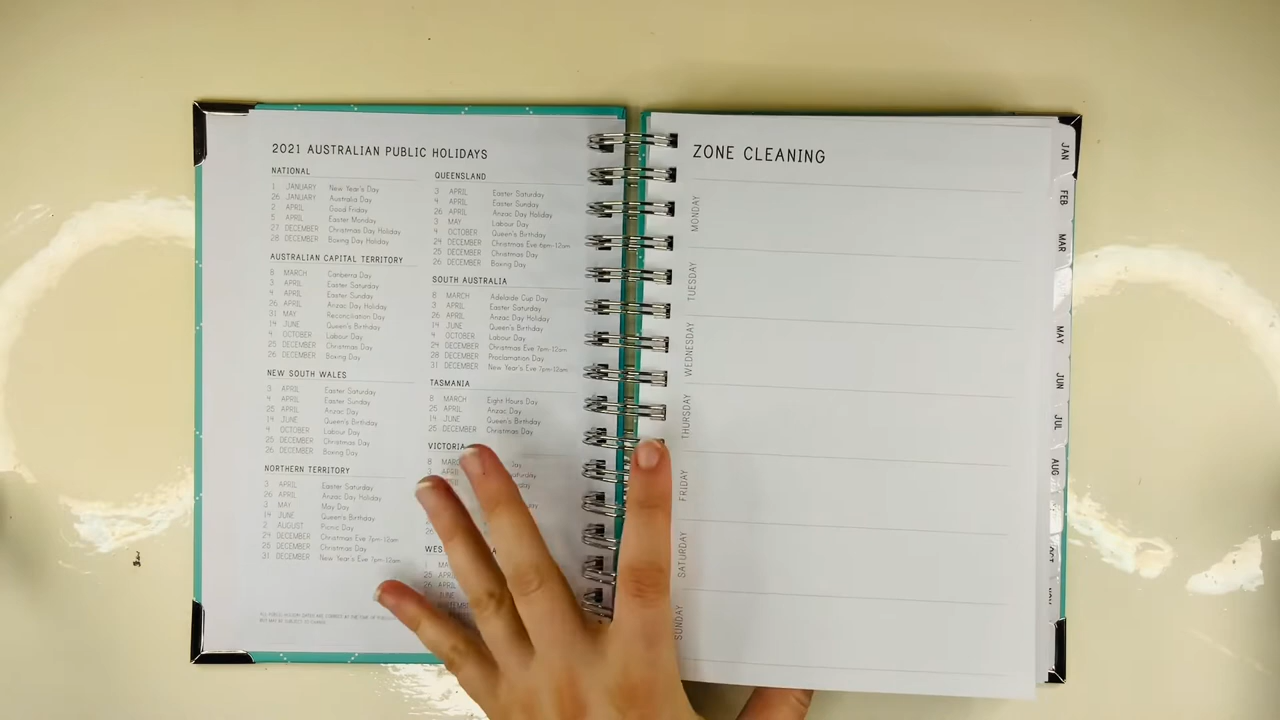 2021 AUSTRALIAN PUBLIC HOLIDAYS
NATIONAL
1 JANUARY New Year's Day
26 JANUARY Australia Day
2 APRIL Good Friday
5 APRIL Easter Monday
27 DECEMBER Christmas Day Holiday
28 DECEMBER Boxing Day Holiday
AUSTRALIAN CAPITAL TERRITORY
8 MARCH Canberra Day
3 APRIL Easter Saturday
4 APRIL Easter Sunday
26 APRIL Anzac Day Holiday
31 MAY Reconciliation Day
14 JUNE Queen's Birthday
4 OCTOBER Labour Day
25 DECEMBER Christmas Day
26 DECEMBER Boxing Day
NEW SOUTH WALES
3 APRIL Easter Saturday
4 APRIL Easter Sunday
25 APRIL Anzac Day
14 JUNE Queen's Birthday
4 OCTOBER Labour Day
25 DECEMBER Christmas Day
26 DECEMBER Boxing Day
NORTHERN TERRITORY
3 APRIL Easter Saturday
26 APRIL Anzac Day Holiday
3 MAY May Day
14 JUNE Queen's Birthday
2 AUGUST Picnic Day
24 DECEMBER Christmas Eve 7pm-12am
25 DECEMBER Christmas Day
31 DECEMBER New Year's Eve 7pm-12am
QUEENSLAND
3 APRIL Easter Saturday
4 APRIL Easter Sunday
26 APRIL Anzac Day Holiday
3 MAY Labour Day
4 OCTOBER Queen's Birthday
24 DECEMBER Christmas Eve 6pm-12am
25 DECEMBER Christmas Day
26 DECEMBER Boxing Day
SOUTH AUSTRALIA
8 MARCH Adelaide Cup Day
3 APRIL Easter Saturday
26 APRIL Anzac Day Holiday
14 JUNE Queen's Birthday
4 OCTOBER Labour Day
24 DECEMBER Christmas Eve 7pm-12am
28 DECEMBER Proclamation Day
31 DECEMBER New Year's Eve 7pm-12am
TASMANIA
8 MARCH Eight Hours Day
25 APRIL Anzac Day
14 JUNE Queen's Birthday
25 DECEMBER Christmas Day
VICTORIA
8 Day
3
1
25
26
ZONE CLEANING
MONDAY
TUESDAY
WEDNESDAY
THURSDAY
FRIDAY
SATURDAY
SUNDAY
JAN
FEB
MAR
MAY
JUN
JUL
AUG
OCT